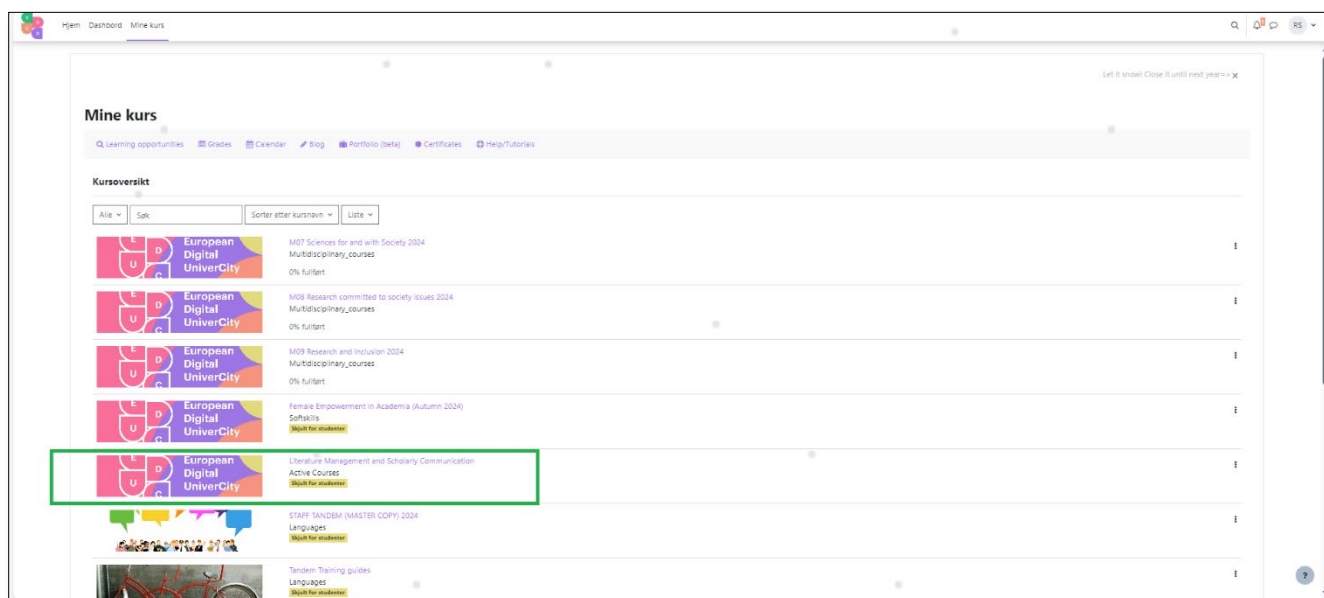 Hjem Dashbord Mine kurs
RS
Let it snow! Close it until next year=> x
Mine kurs
Learning opportunities Grades Calendar Blog Portfolio (beta) Certificates Help/Tutorials
Kursoversikt
Alle Søk Sorter etter kursnavn Liste
European
Digital
UniverCity
M07 Sciences for and with Society 2024
Multidisciplinary_courses
0% fullført
European
Digital
UniverCity
M08 Research committed to society issues 2024
Multidisciplinary_courses
0% fullført
European
Digital
UniverCity
M09 Research and Inclusion 2024
Multidisciplinary_courses
0% fullført
European
Digital
UniverCity
Female Empowerment in Academia (Autumn 2024)
Softskills
Skjult for studenter
European
Digital
UniverCity
Literature Management and Scholarly Communication
Active Courses
Skjult for studenter
STAFF TANDEM (MASTER COPY) 2024
Languages
Skjult for studenter
Tandem Training guides
Languages
Skjult for studenter
?